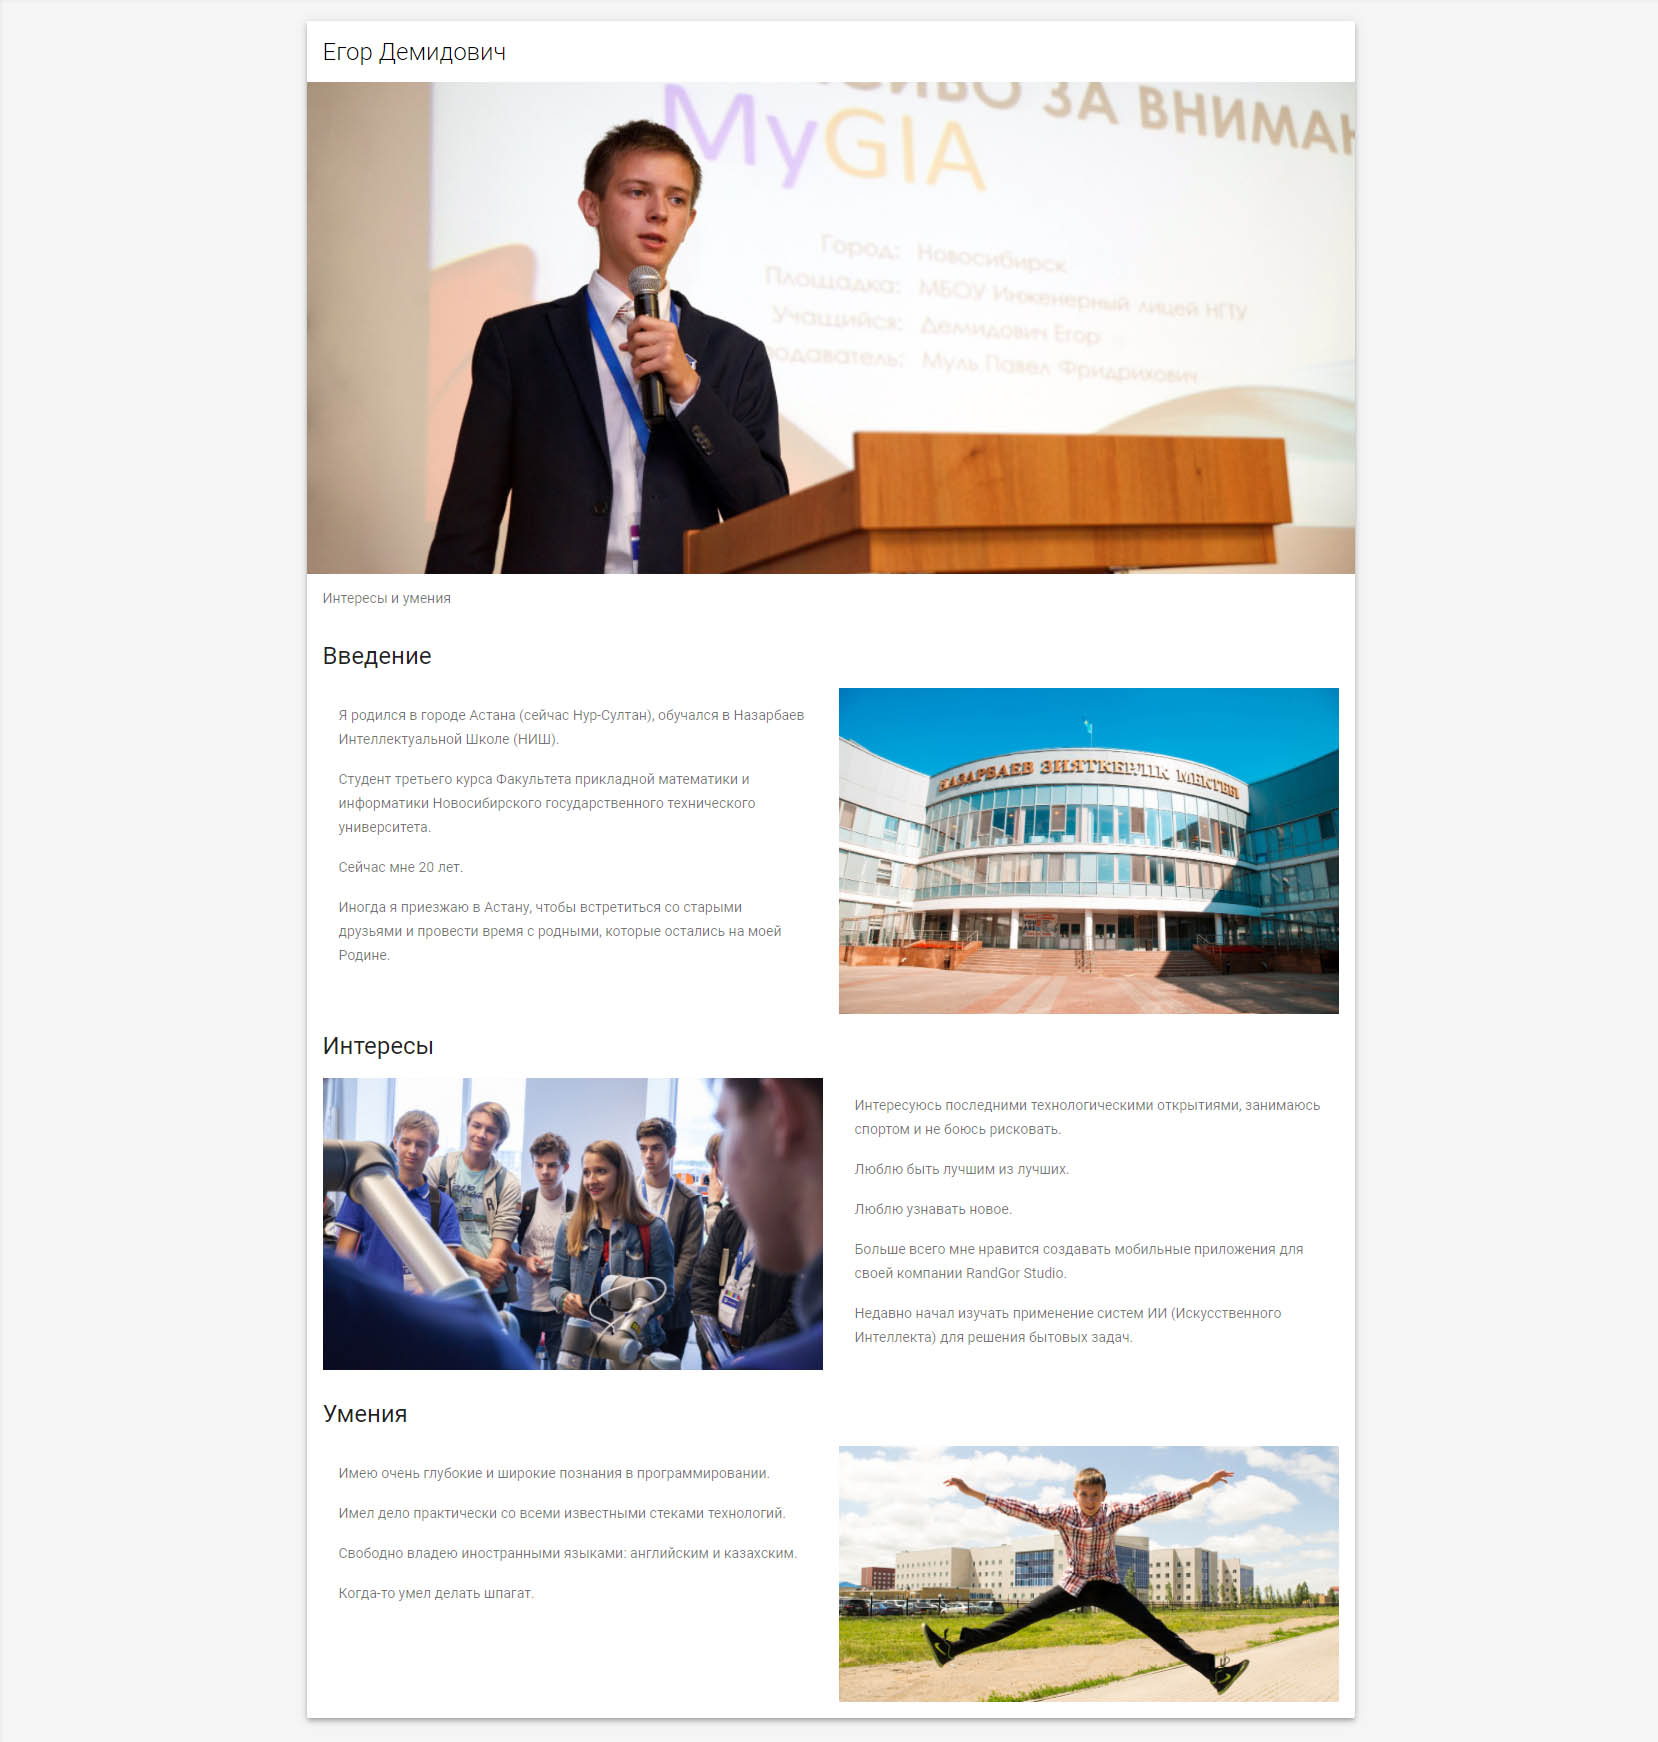 Егор Демидович
ЗА
MyGIA
Город: Новосибирск
Площадка: МБОУ Инженерный лицей НГТУ
Учащийся: Демидович Егор
Муль Павел Фридрихович
Интересы и умения
Введение
Я родился в городе Астана (сейчас Нур-Султан), обучался в Назарбаев
Интеллектуальной Школе (НИШ).
Студент третьего курса Факультета прикладной математики и
информатики Новосибирского государственного технического
университета.
Сейчас мне 20 лет.
Иногда я приезжаю в Астану, чтобы встретиться со старыми
друзьями и провести время с родными, которые остались на моей
Родине.
НАЗАРБАЕВ ЗИЯТКЕРЛІК МЕКТЕБІ
Интересы
Интересуюсь последними технологическими открытиями, занимаюсь
спортом и не боюсь рисковать.
Люблю быть лучшим из лучших.
Люблю узнавать новое.
Больше всего мне нравится создавать мобильные приложения для
своей компании RandGor Studio.
Недавно начал изучать применение систем ИИ (Искусственного
Интеллекта) для решения бытовых задач.
Умения
Имею очень глубокие и широкие познания в программировании.
Имел дело практически со всеми известными стеками технологий.
Свободно владею иностранными языками: английским и казахским.
Когда-то умел делать шпагат.